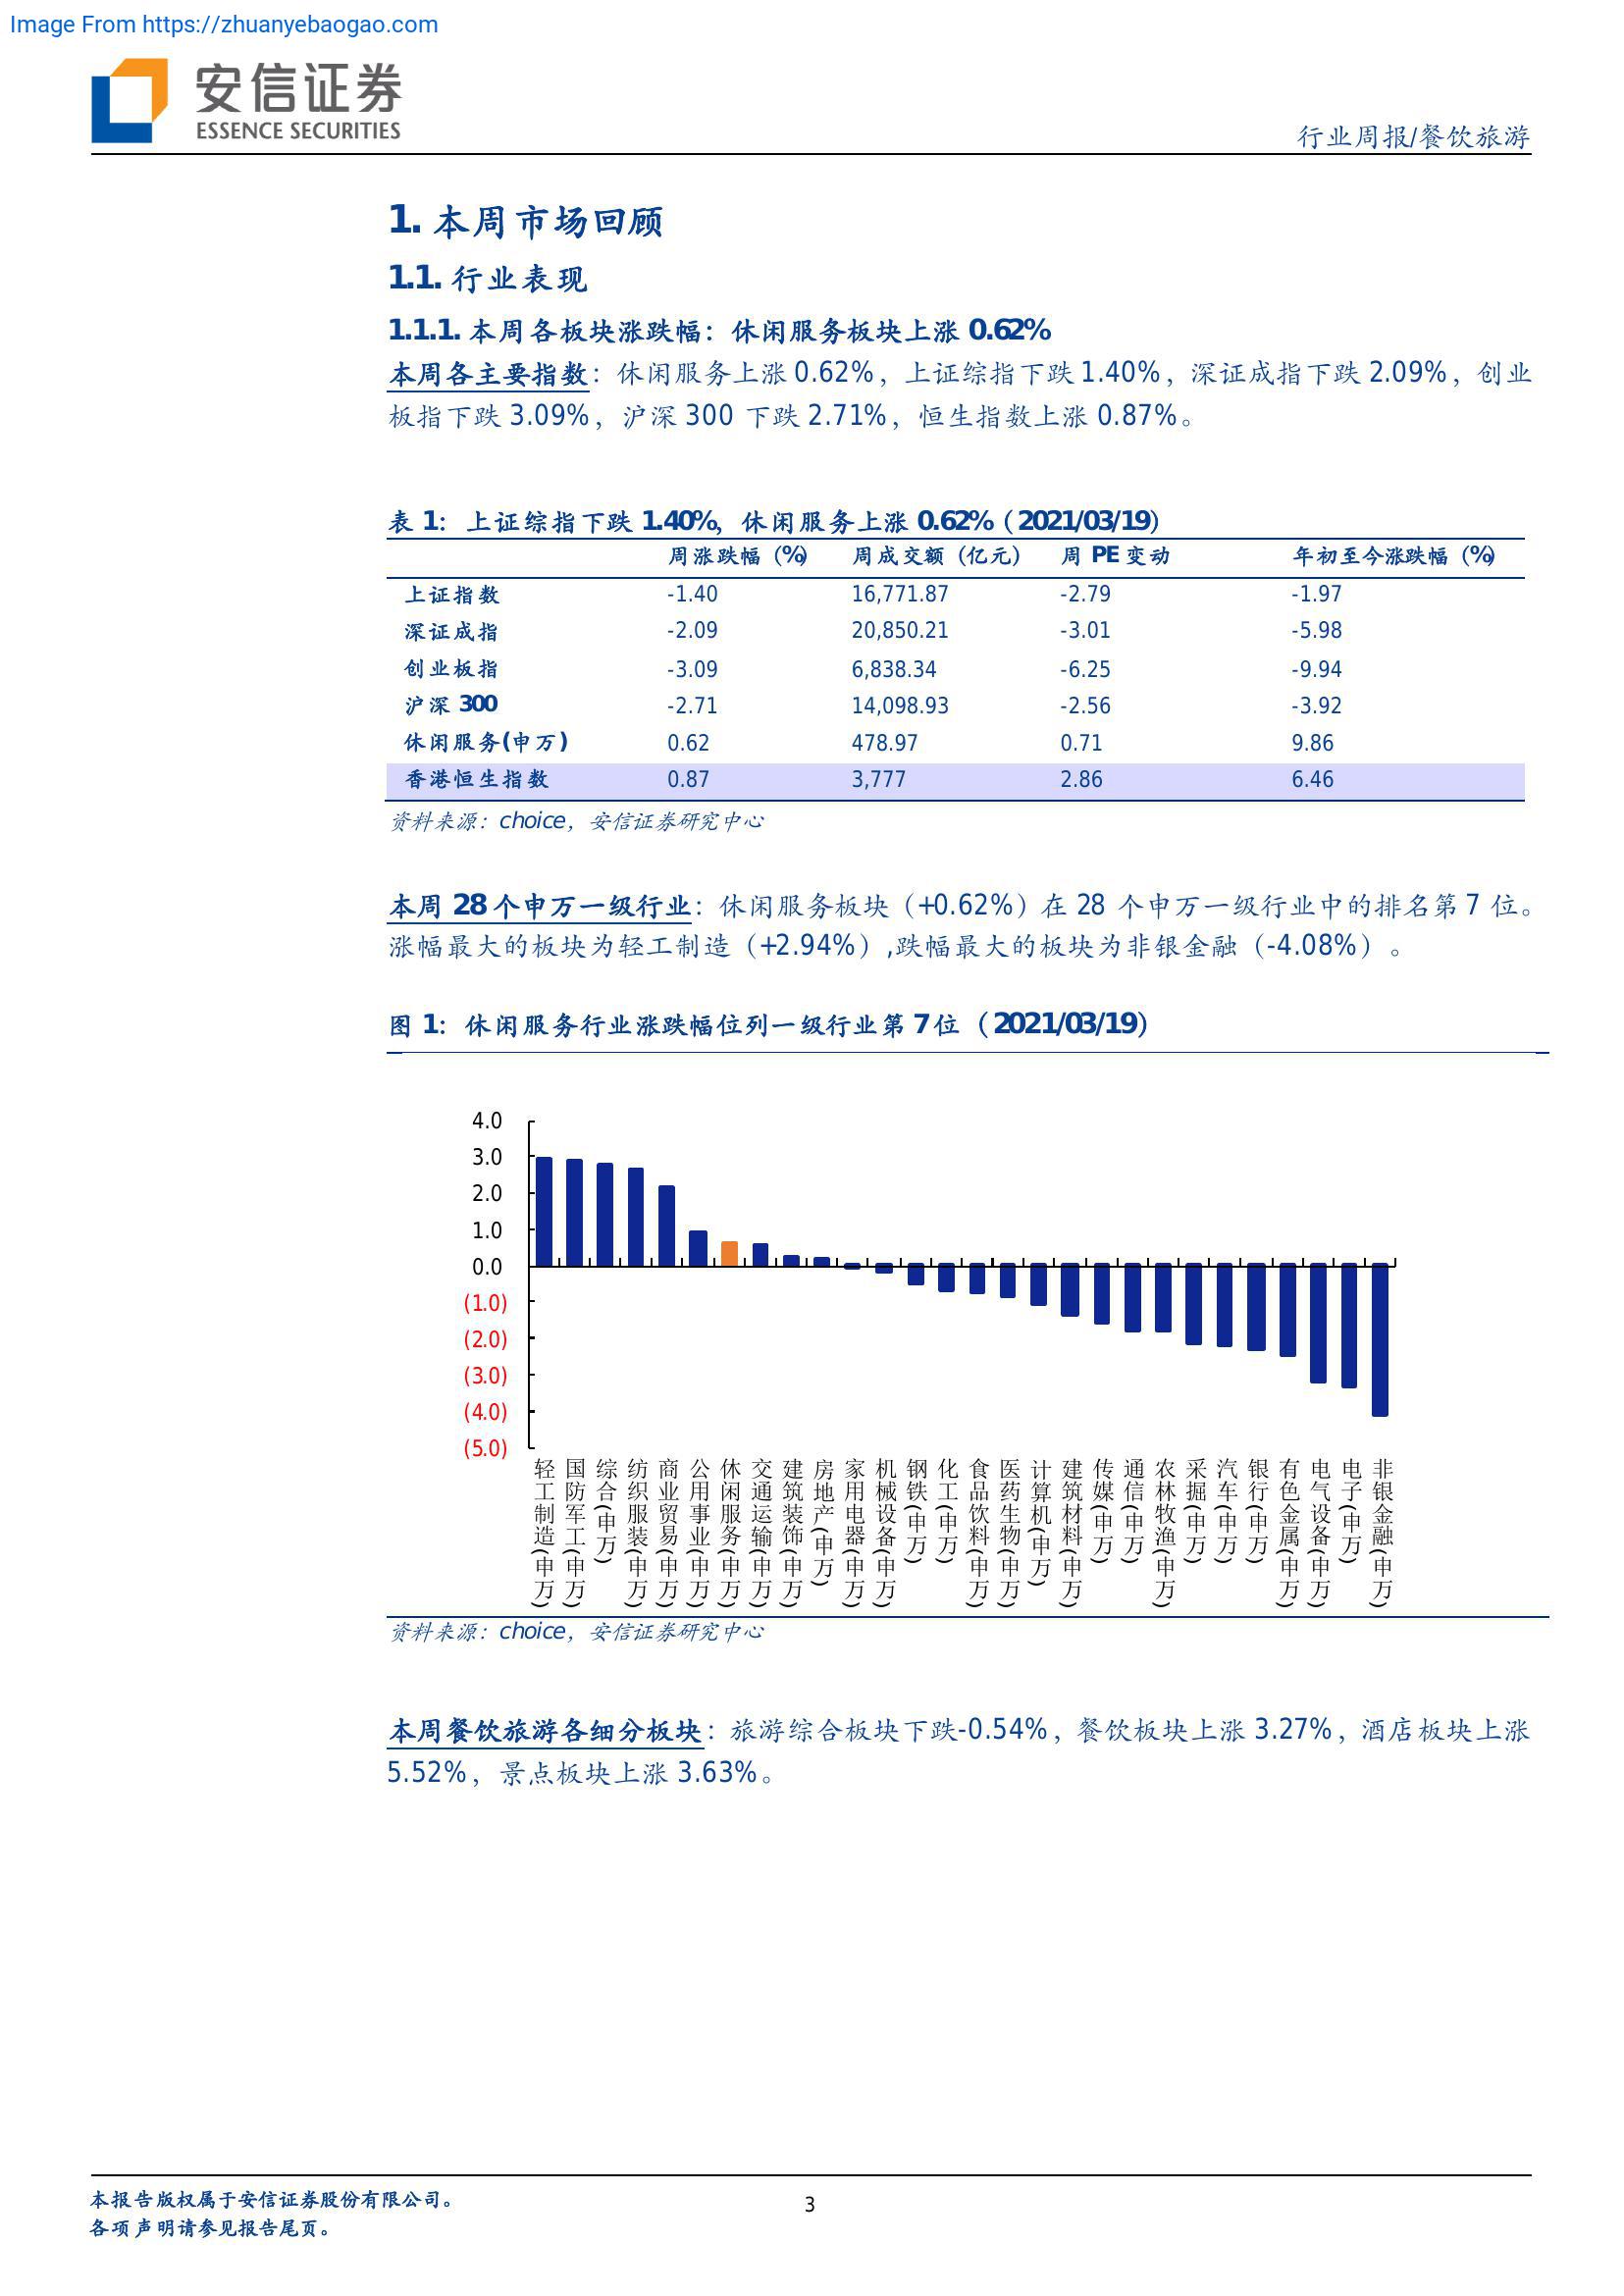 Image From https://zhuanyebaogao.com
安信证券
ESSENCE SECURITIES
行业周报/餐饮旅游
1. 本周市场回顾
1.1. 行业表现
1.1.1. 本周各板块涨跌幅：休闲服务板块上涨 0.62%
本周各主要指数：休闲服务上涨 0.62%，上证综指下跌 1.40%，深证成指下跌 2.09%，创业
板指下跌 3.09%，沪深 300 下跌 2.71%，恒生指数上涨 0.87%。
表 1：上证综指下跌 1.40%，休闲服务上涨 0.62%（2021/03/19）
周涨跌幅（%） 周成交额（亿元） 周 PE 变动 年初至今涨跌幅（%）
上证指数 -1.40 16,771.87 -2.79 -1.97
深证成指 -2.09 20,850.21 -3.01 -5.98
创业板指 -3.09 6,838.34 -6.25 -9.94
沪深 300 -2.71 14,098.93 -2.56 -3.92
休闲服务(申万) 0.62 478.97 0.71 9.86
香港恒生指数 0.87 3,777 2.86 6.46
资料来源：choice，安信证券研究中心
本周 28 个申万一级行业：休闲服务板块（+0.62%）在 28 个申万一级行业中的排名第 7 位。
涨幅最大的板块为轻工制造（+2.94%）,跌幅最大的板块为非银金融（-4.08%）。
图 1：休闲服务行业涨跌幅位列一级行业第 7 位（2021/03/19）
4.0
3.0
2.0
1.0
0.0
(1.0)
(2.0)
(3.0)
(4.0)
(5.0)
轻工制造(申万)
国防军工(申万)
综合(申万)
纺织服装(申万)
商业贸易(申万)
公用事业(申万)
休闲服务(申万)
交通运输(申万)
建筑装饰(申万)
房地产(申万)
家用电器(申万)
机械设备(申万)
钢铁(申万)
化工(申万)
食品饮料(申万)
医药生物(申万)
计算机(申万)
建筑材料(申万)
传媒(申万)
通信(申万)
农林牧渔(申万)
采掘(申万)
汽车(申万)
银行(申万)
有色金属(申万)
电气设备(申万)
电子(申万)
非银金融(申万)
资料来源：choice，安信证券研究中心
本周餐饮旅游各细分板块：旅游综合板块下跌-0.54%，餐饮板块上涨 3.27%，酒店板块上涨
5.52%，景点板块上涨 3.63%。
本报告版权属于安信证券股份有限公司。
各项声明请参见报告尾页。
3